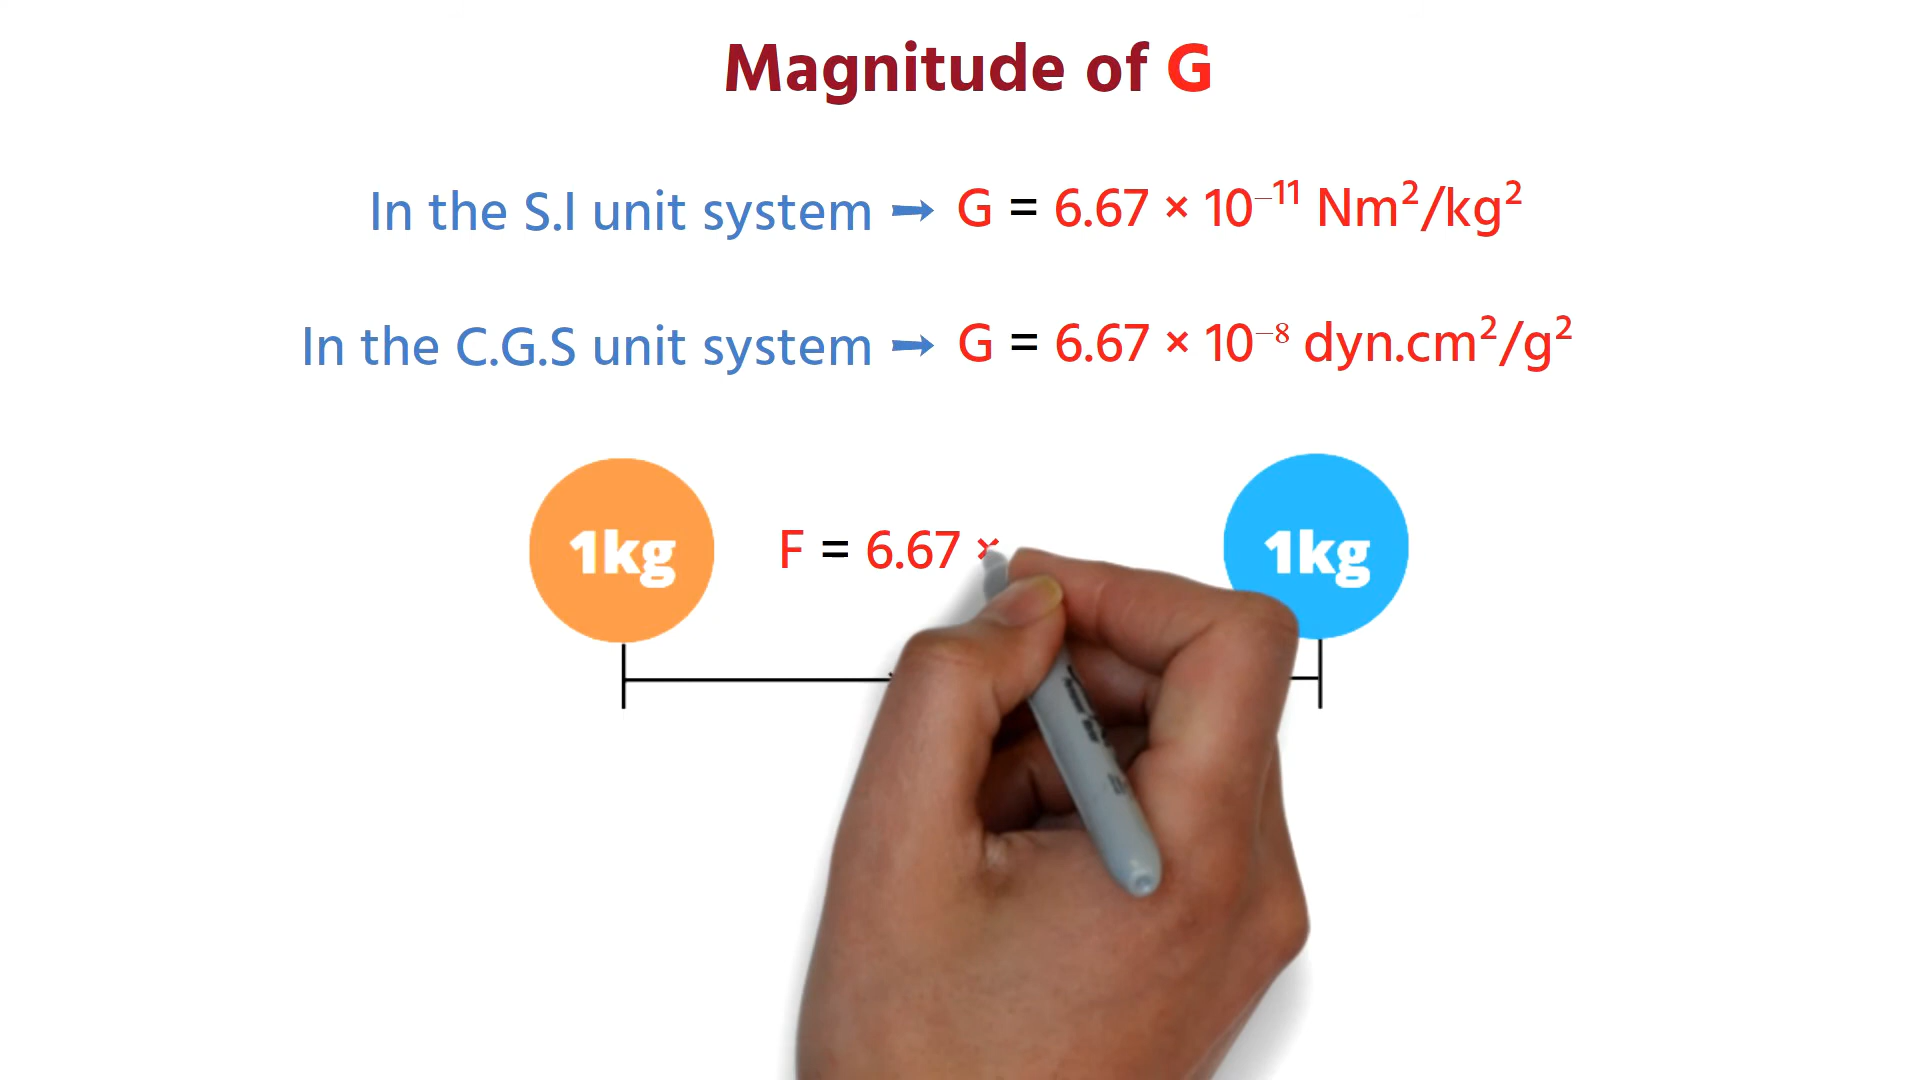 Magnitude of G
In the S.I unit system ➞ G = 6.67 × 10⁻¹¹ Nm²/kg²
In the C.G.S unit system ➞ G = 6.67 × 10⁻⁸ dyn.cm²/g²
1kg F = 6.67 × 1kg